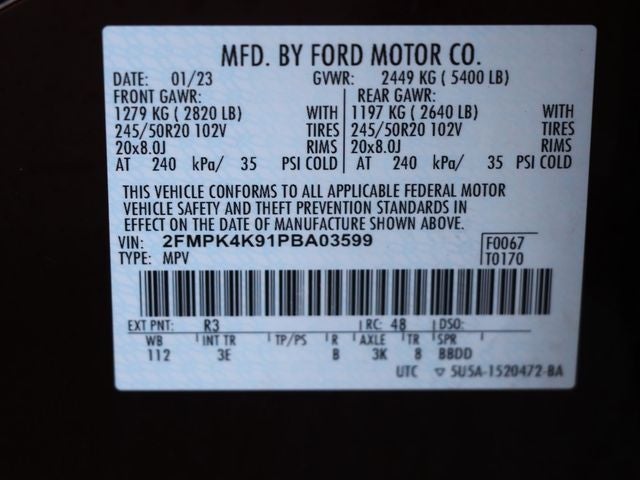 MFD. BY FORD MOTOR CO.
DATE: 01/23 GVWR: 2449 KG ( 5400 LB)
FRONT GAWR: REAR GAWR:
1279 KG ( 2820 LB) WITH 1197 KG ( 2640 LB) WITH
245/50R20 102V TIRES 245/50R20 102V TIRES
20x8.0J RIMS 20x8.0J RIMS
AT 240 kPa/ 35 PSI COLD AT 240 kPa/ 35 PSI COLD
THIS VEHICLE CONFORMS TO ALL APPLICABLE FEDERAL MOTOR
VEHICLE SAFETY AND THEFT PREVENTION STANDARDS IN
EFFECT ON THE DATE OF MANUFACTURE SHOWN ABOVE.
VIN: 2FMPK4K91PBA03599 F0067
TYPE: MPV T0170
EXT PNT: R3 RC: 48 DSO:
WB INT TR TP/PS R AXLE TR SPR
112 3E B 3K 8 BBDD
UTC ▽ 5U5A-1520472-BA